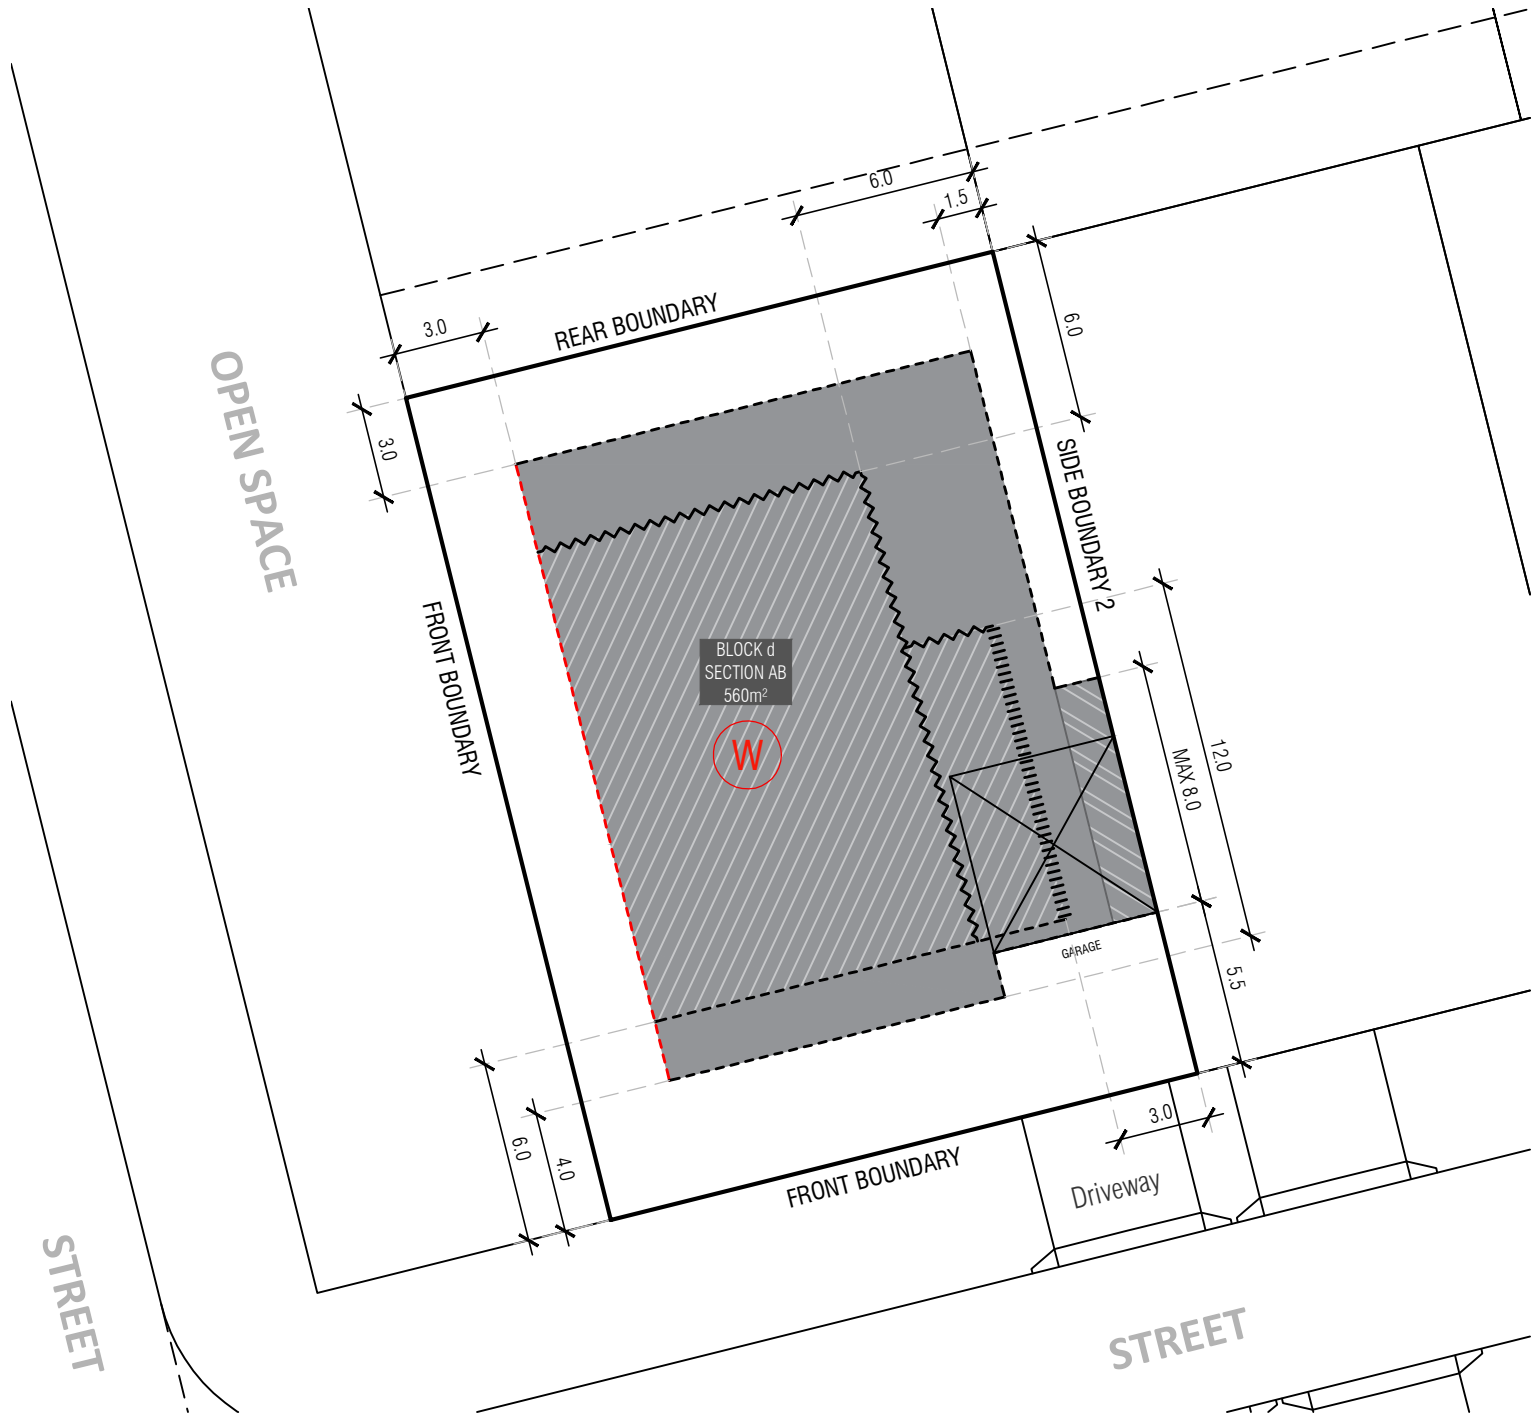 6.0
1.5
3.0
REAR BOUNDARY
6.0
3.0
OPEN SPACE
SIDE BOUNDARY 2
FRONT BOUNDARY
BLOCK d
SECTION AB
560m²
W
12.0
MAX 8.0
GARAGE
5.5
6.0
4.0
3.0
FRONT BOUNDARY
Driveway
STREET
STREET